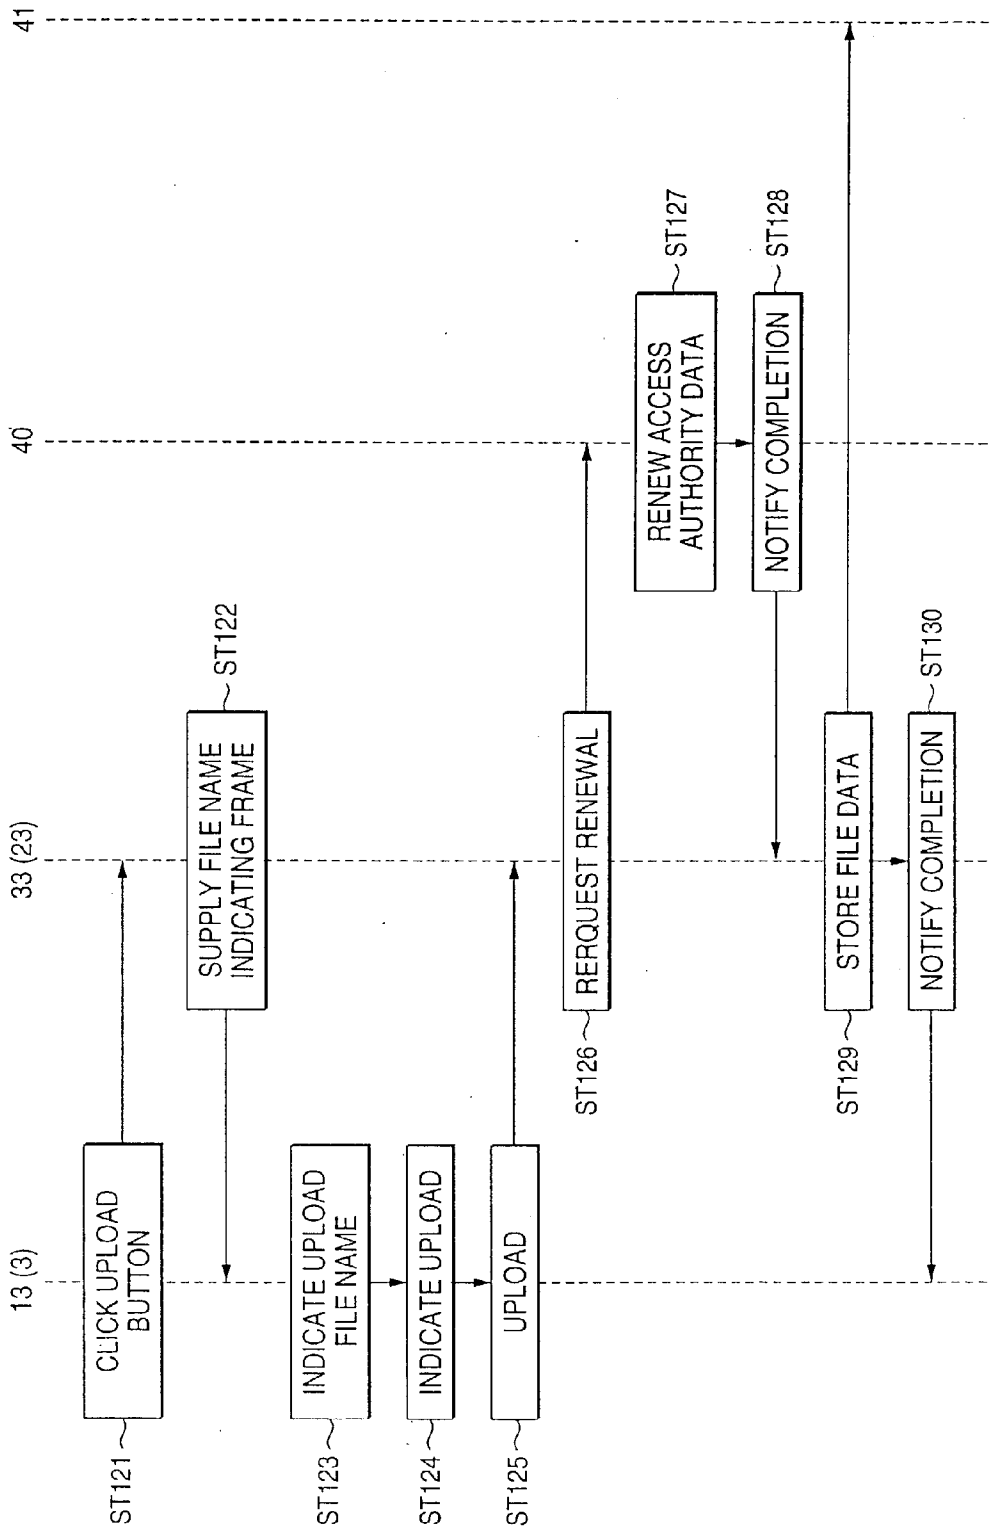 13 (3)
33 (23)
40
41
ST121
CLICK UPLOAD
BUTTON
SUPPLY FILE NAME
INDICATING FRAME
ST122
ST123
INDICATE UPLOAD
FILE NAME
ST124
INDICATE UPLOAD
ST125
UPLOAD
ST126
RERQUEST RENEWAL
RENEW ACCESS
AUTHORITY DATA
ST127
NOTIFY COMPLETION
ST128
ST129
STORE FILE DATA
NOTIFY COMPLETION
ST130